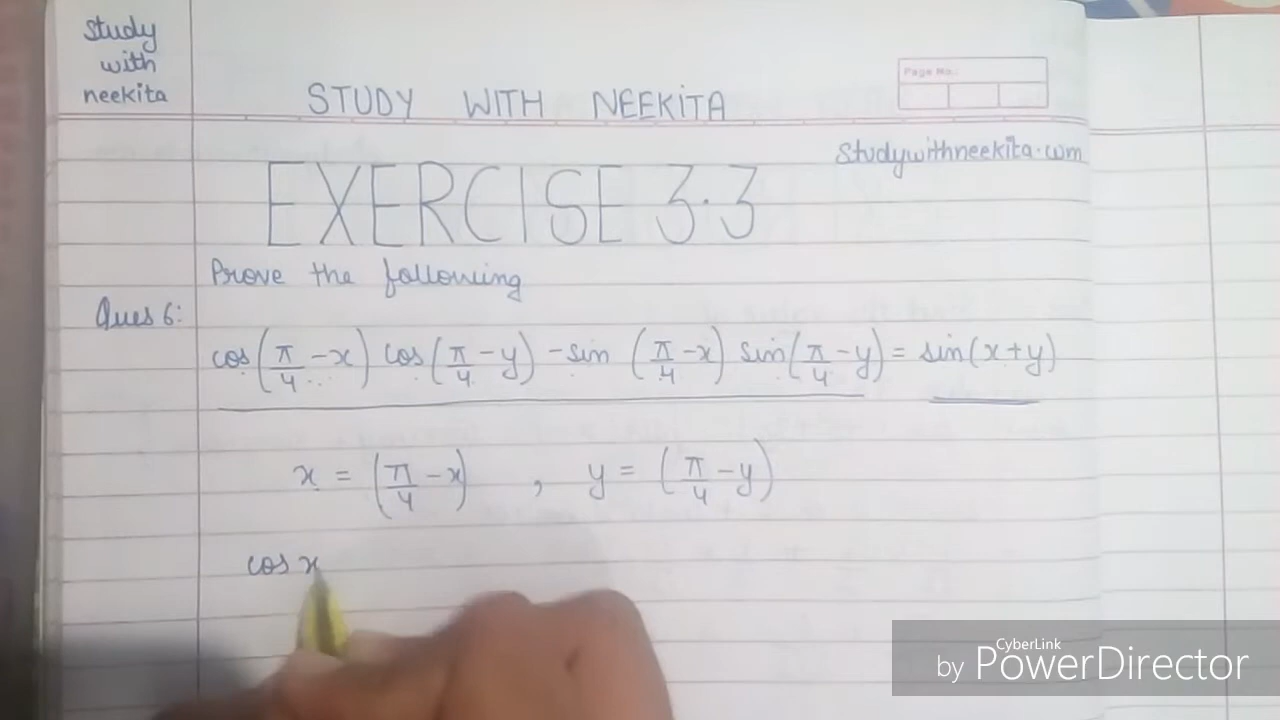 study
with
neekita
STUDY WITH NEEKITA
Page No.:
studywithneekita.com
EXERCISE 3.3
Prove the following
Ques 6:
cos(π/4 - x) cos(π/4 - y) - sin (π/4 - x) sin(π/4 - y) = sin(x + y)
x = (π/4 - x) , y = (π/4 - y)
cos x
CyberLink
by PowerDirector